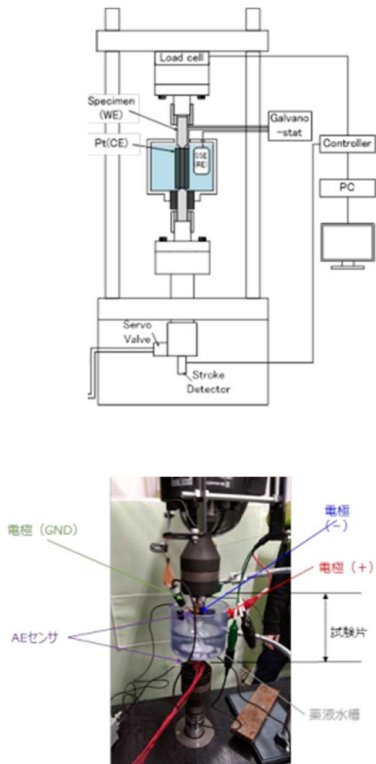 Load cell
Specimen
(WE)
Pt(CE)
SSE
(RE)
Galvano
-stat
Controller
PC
Servo
Valve
Stroke
Detector
電極(GND)
電極
(−)
電極(+)
AEセンサ
試験片
薬液水槽